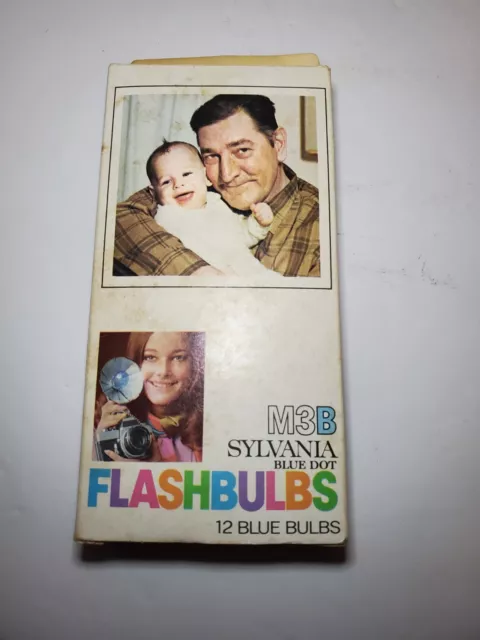 M3B
SYLVANIA
BLUE DOT
FLASHBULBS
12 BLUE BULBS